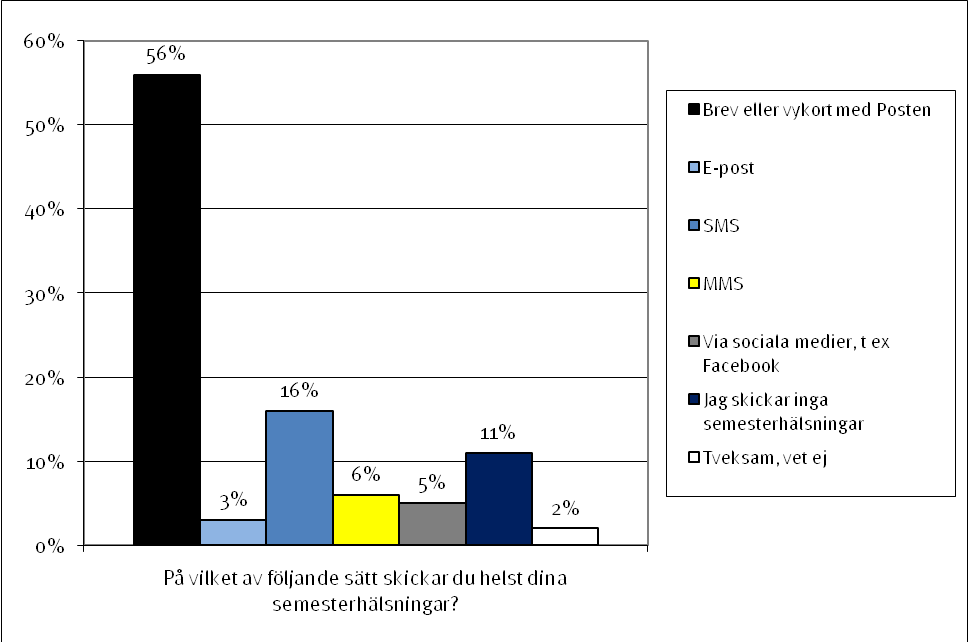 60%
50%
40%
30%
20%
10%
0%
56%
3%
16%
6%
5%
11%
2%
På vilket av följande sätt skickar du helst dina
semesterhälsningar?
Brev eller vykort med Posten
E-post
SMS
MMS
Via sociala medier, t ex
Facebook
Jag skickar inga
semesterhälsningar
Tveksam, vet ej